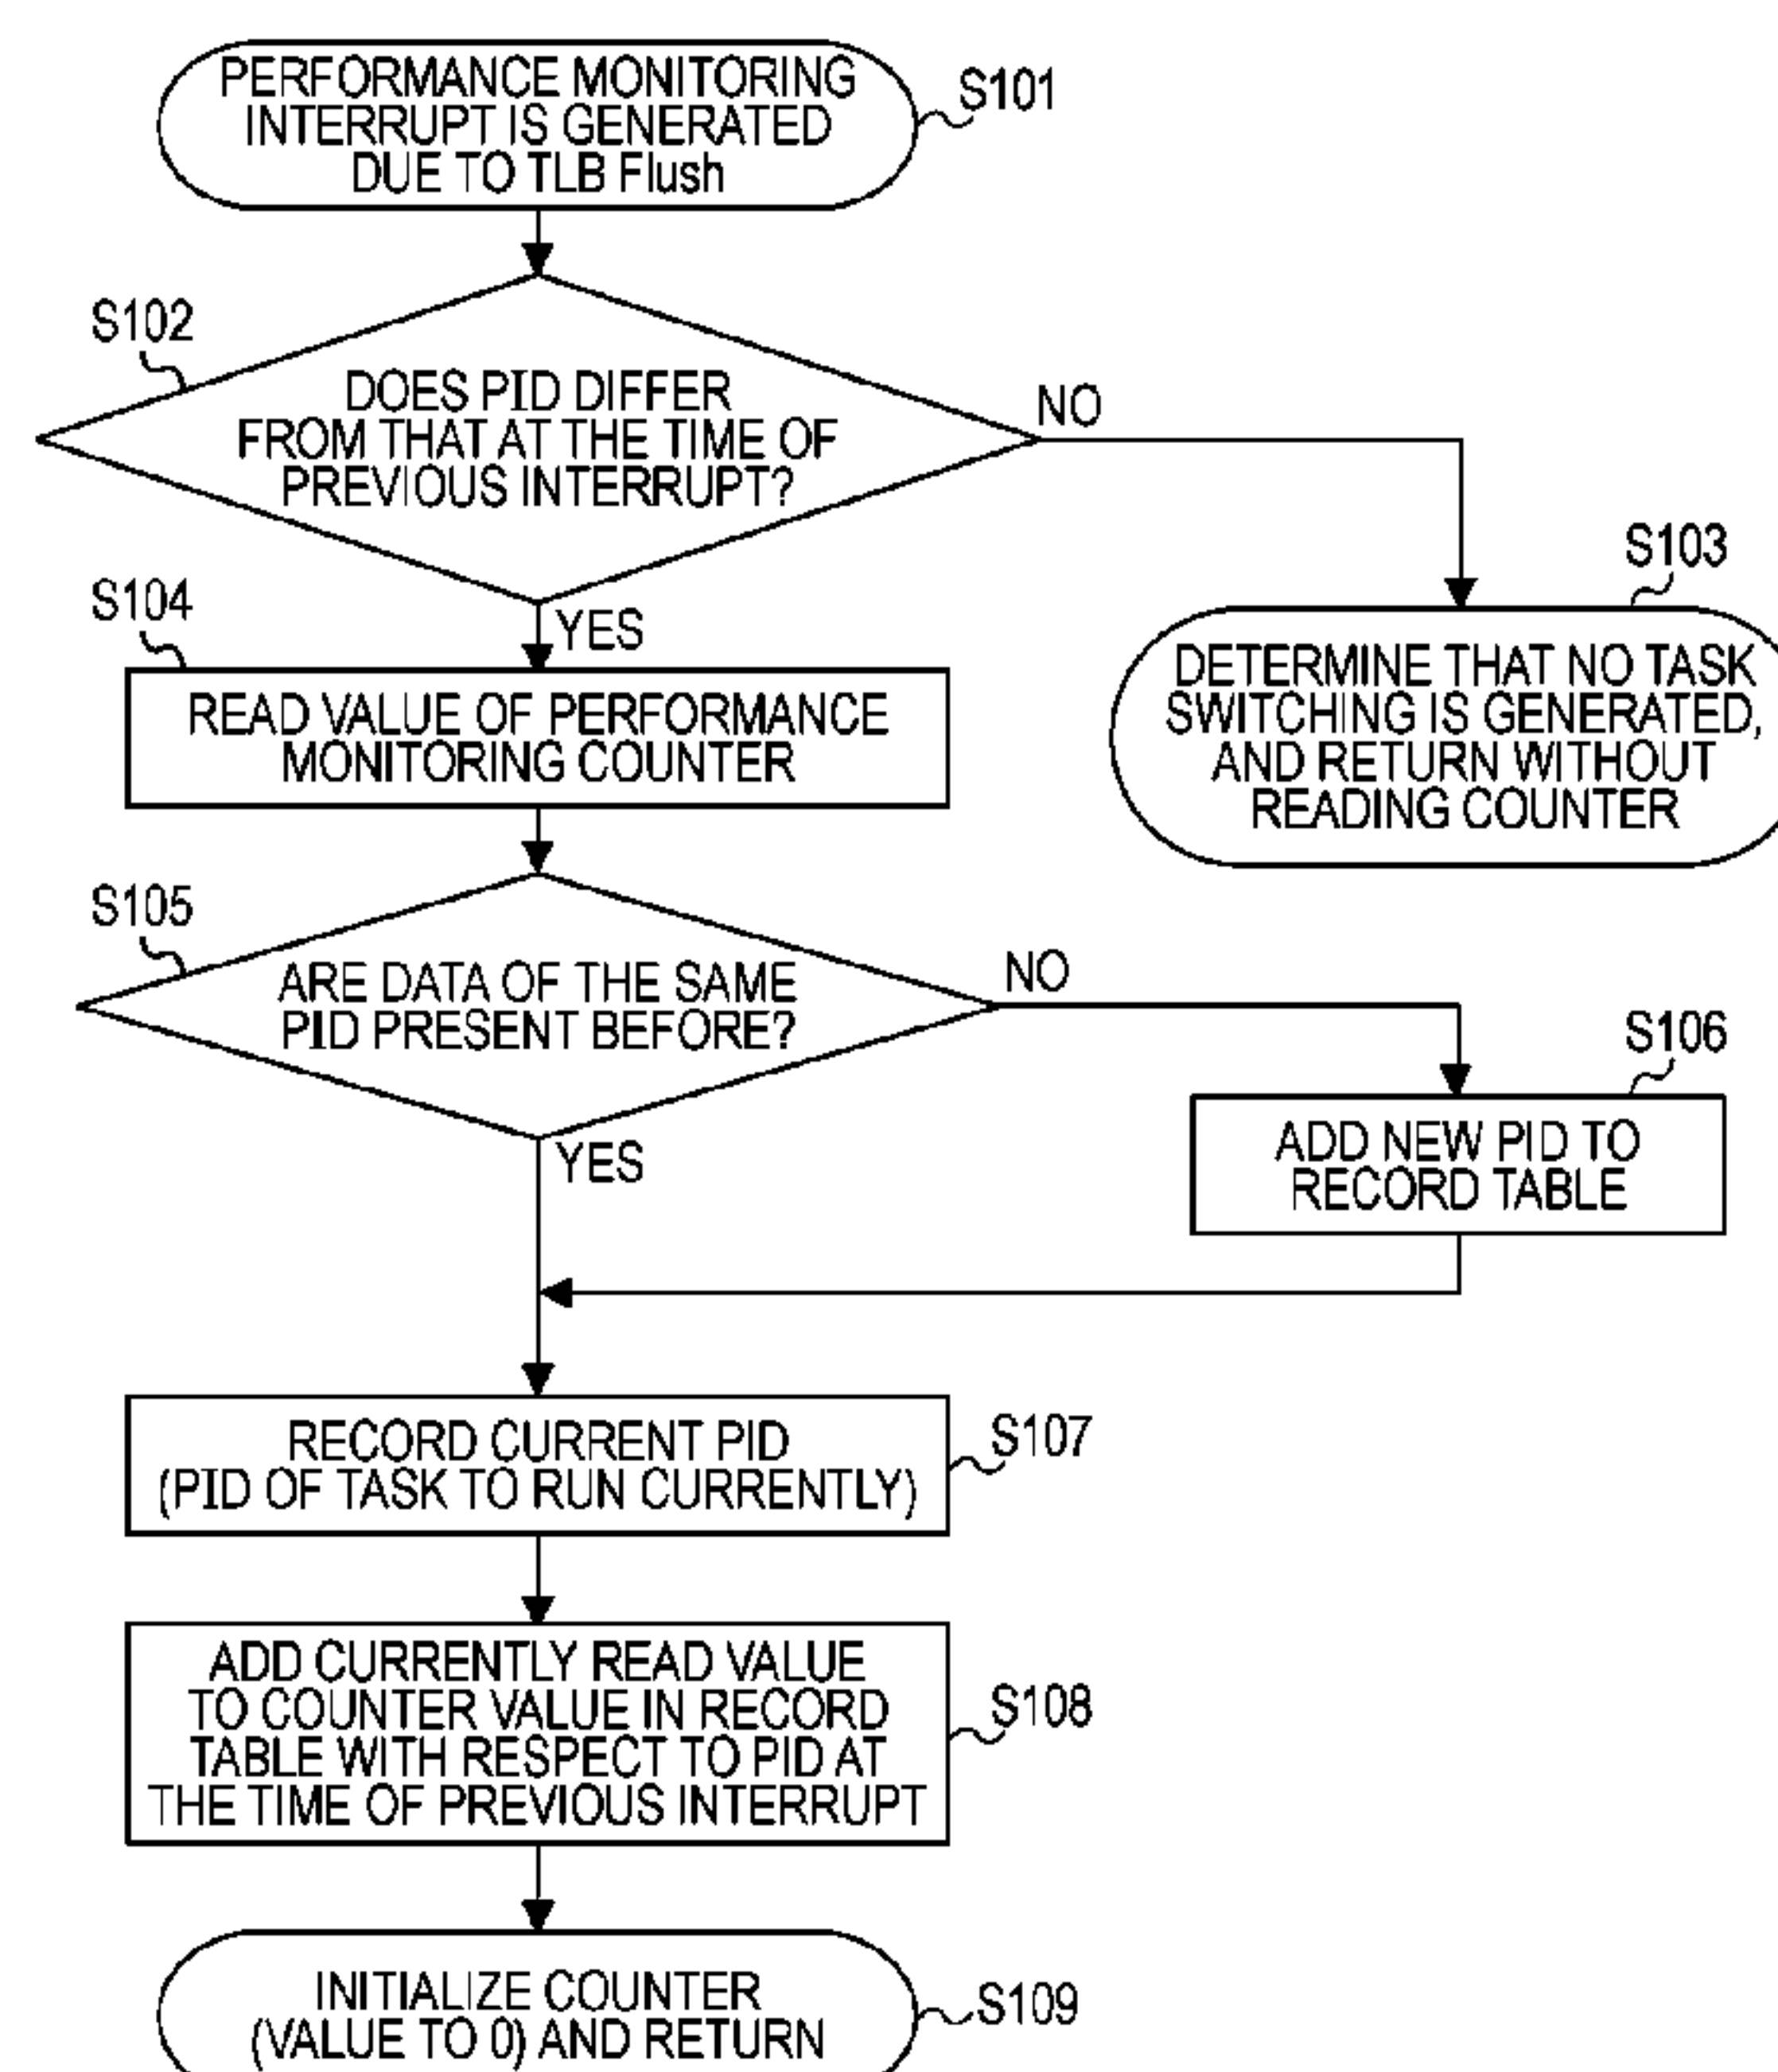 PERFORMANCE MONITORING
INTERRUPT IS GENERATED
DUE TO TLB Flush
S101
S102
DOES PID DIFFER
FROM THAT AT THE TIME OF
PREVIOUS INTERRUPT?
NO
YES
S103
DETERMINE THAT NO TASK
SWITCHING IS GENERATED,
AND RETURN WITHOUT
READING COUNTER
S104
READ VALUE OF PERFORMANCE
MONITORING COUNTER
S105
ARE DATA OF THE SAME
PID PRESENT BEFORE?
NO
YES
S106
ADD NEW PID TO
RECORD TABLE
RECORD CURRENT PID
(PID OF TASK TO RUN CURRENTLY)
S107
ADD CURRENTLY READ VALUE
TO COUNTER VALUE IN RECORD
TABLE WITH RESPECT TO PID AT
THE TIME OF PREVIOUS INTERRUPT
S108
INITIALIZE COUNTER
(VALUE TO 0) AND RETURN
S109